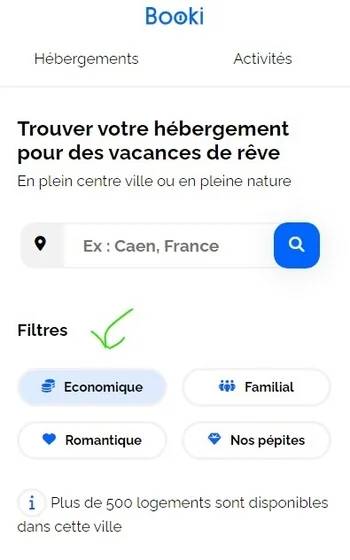 Booki
Hébergements
Activités
Trouver votre hébergement
pour des vacances de rêve
En plein centre ville ou en pleine nature
Ex : Caen, France
Filtres
Economique
Familial
Romantique
Nos pépites
i Plus de 500 logements sont disponibles
dans cette ville